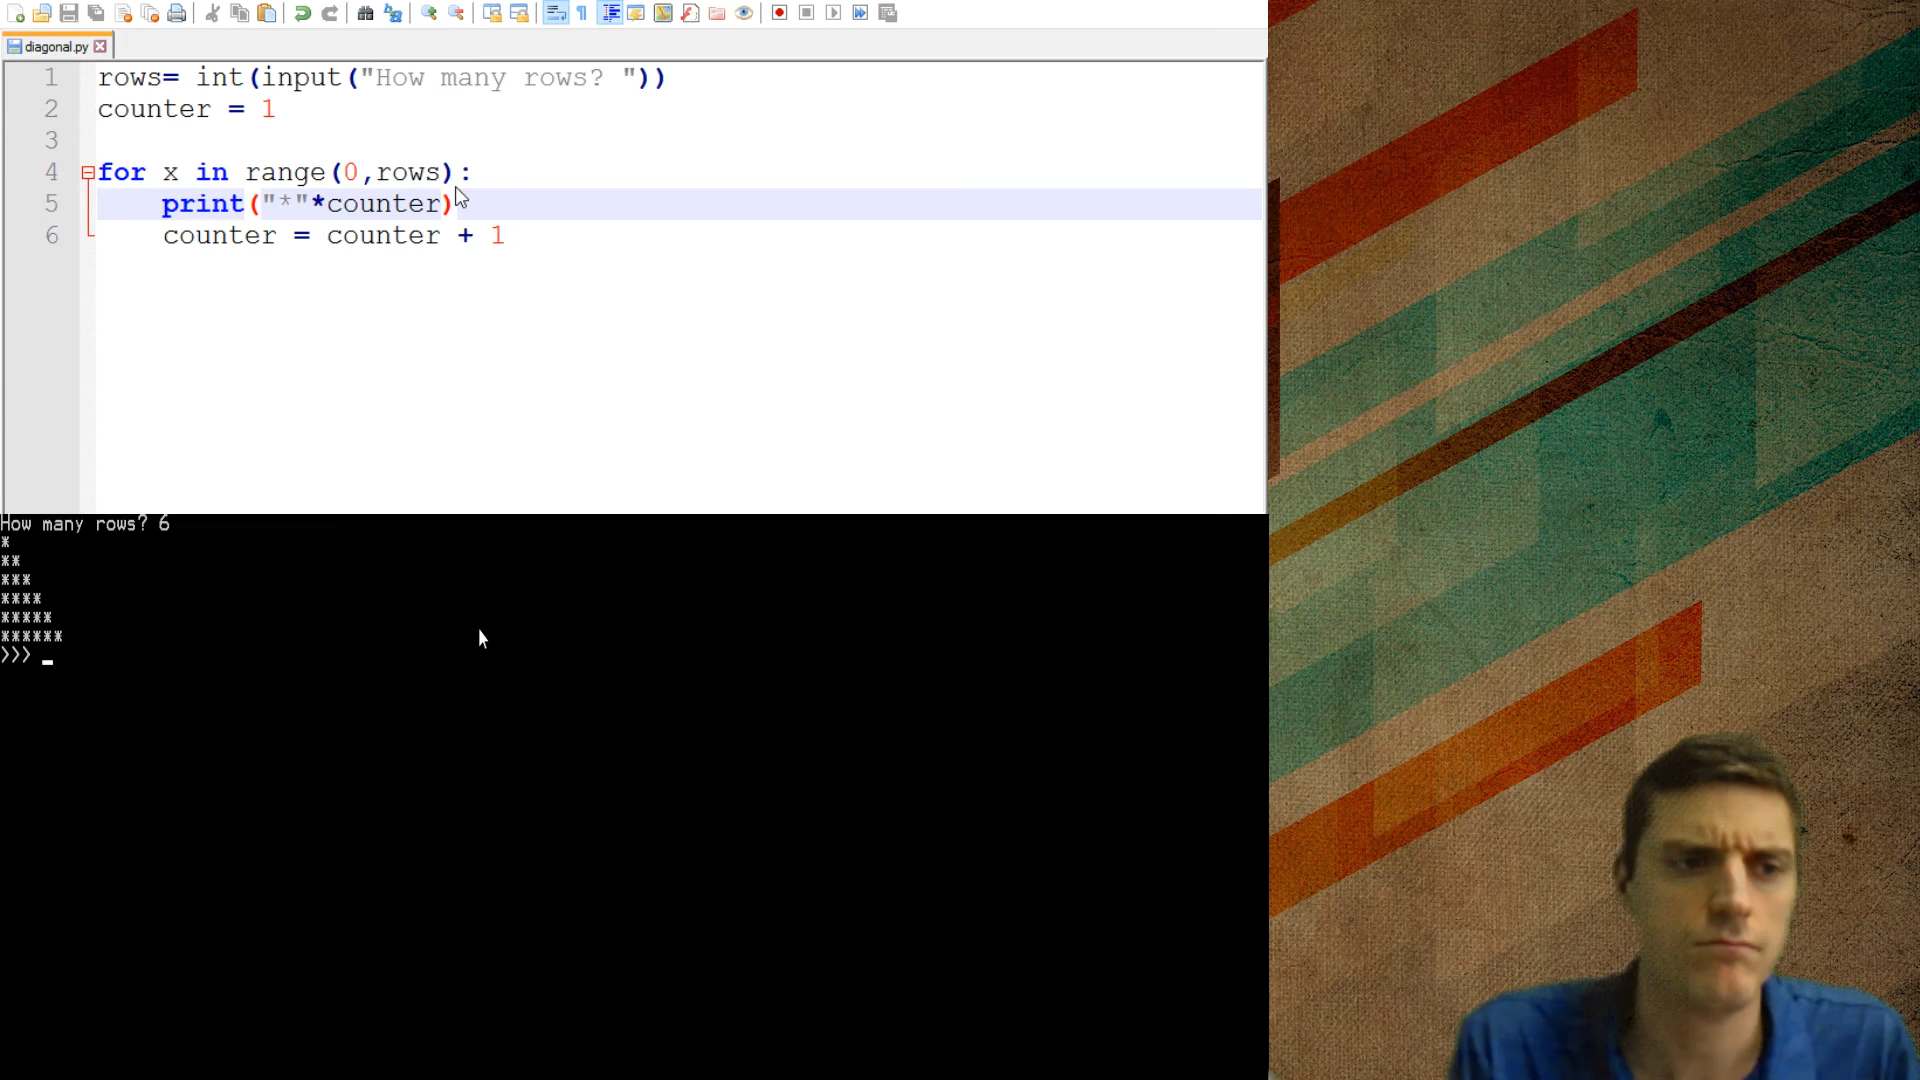 diagonal.py
1 rows= int(input("How many rows? "))
2 counter = 1
3
4 for x in range(0,rows):
5 print("*"*counter)
6 counter = counter + 1
How many rows? 6
*
**
***
****
*****
******
>>> _